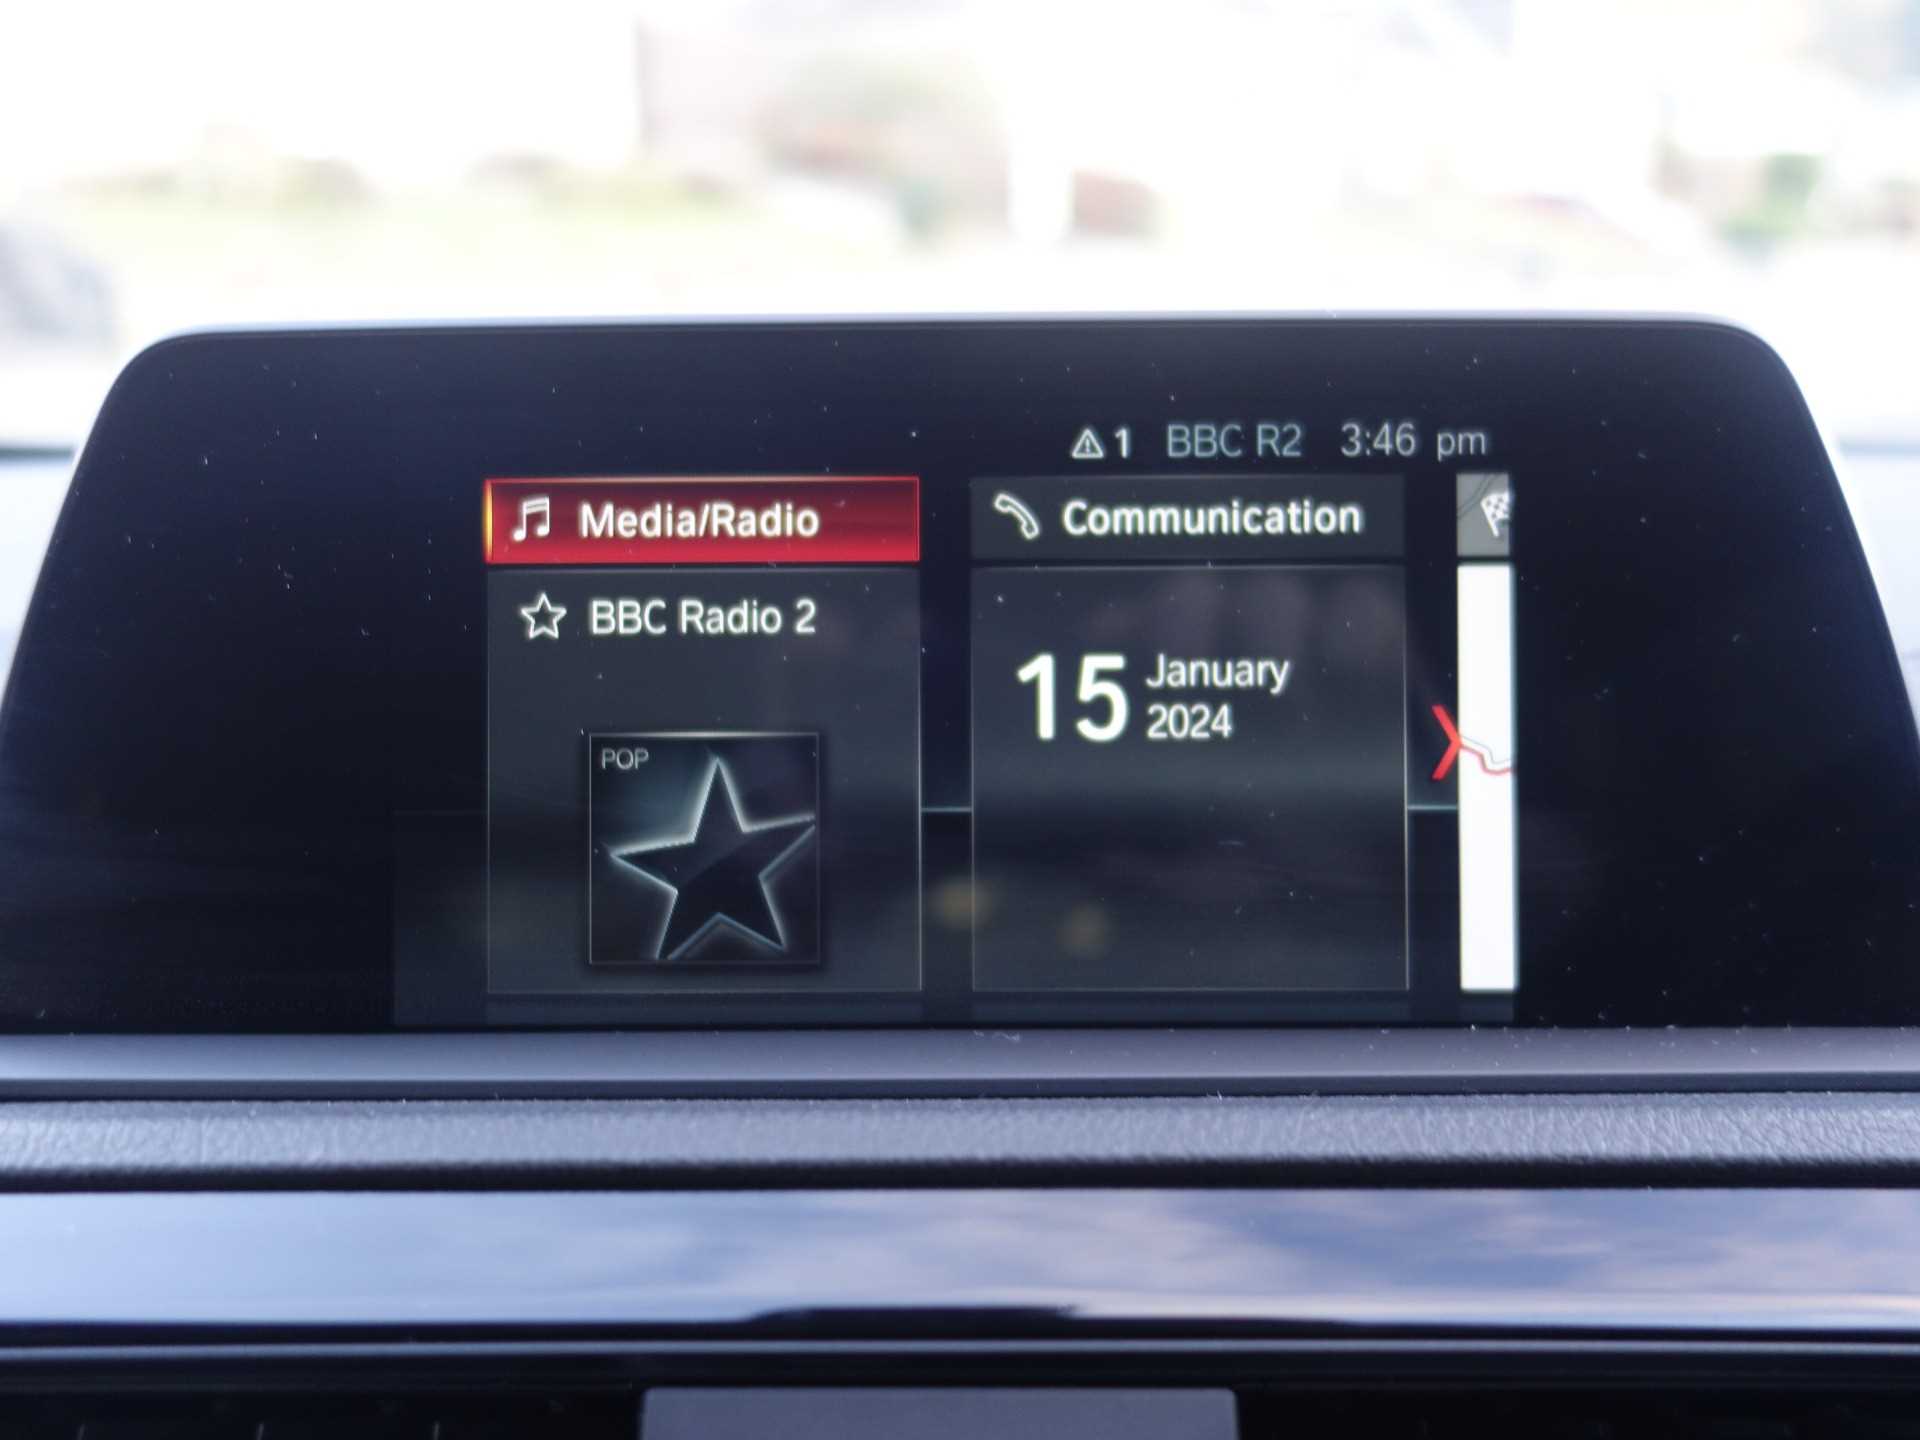 1 BBC R2 3:46 pm
Media/Radio
BBC Radio 2
POP
Communication
15 January
2024